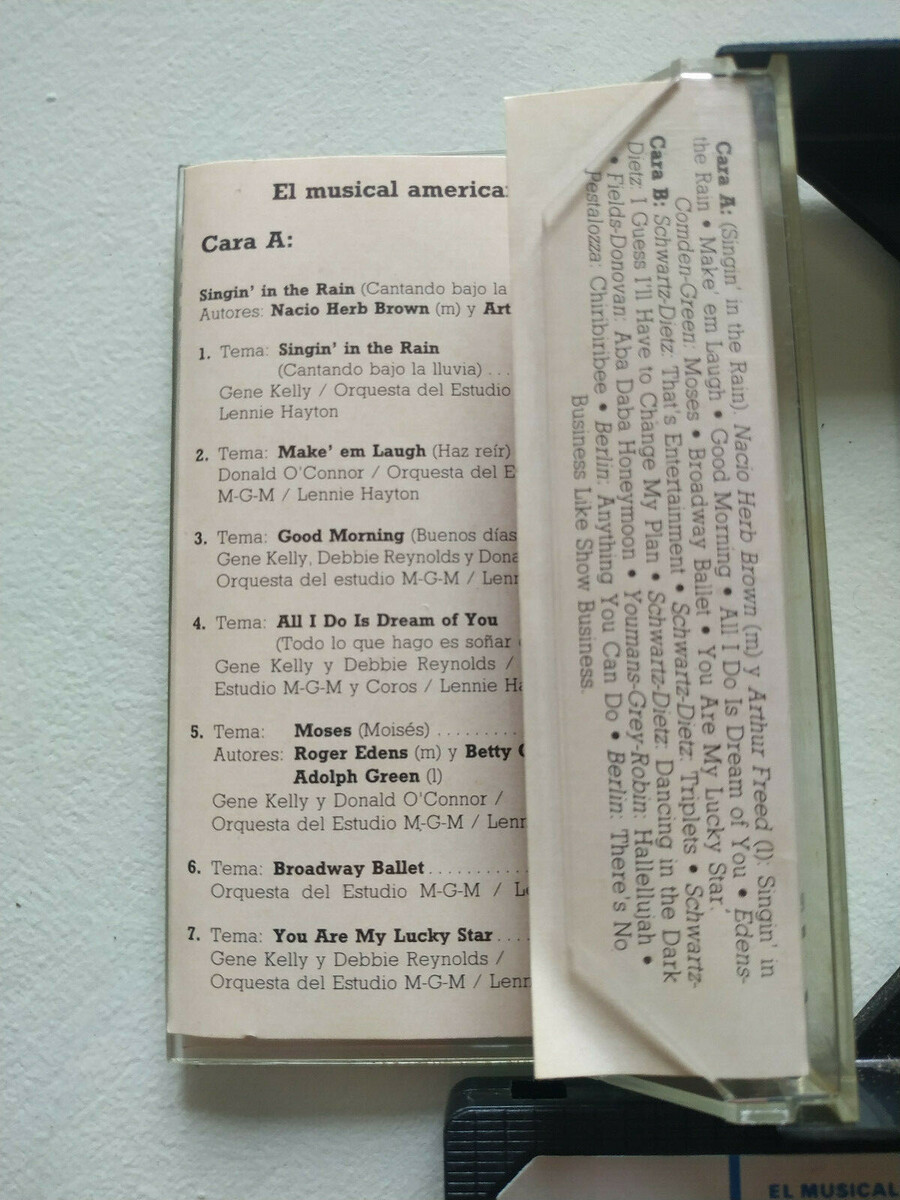 El musical america
Cara A:
Singin' in the Rain (Cantando bajo la
Autores: Nacio Herb Brown (m) y Art
1. Tema: Singin' in the Rain
(Cantando bajo la lluvia) ...
Gene Kelly / Orquesta del Estudio
Lennie Hayton
2. Tema: Make' em Laugh (Haz reír)
Donald O'Connor / Orquesta del E
M-G-M / Lennie Hayton
3. Tema: Good Morning (Buenos días
Gene Kelly, Debbie Reynolds y Dona
Orquesta del estudio M-G-M / Lenn
4. Tema: All I Do Is Dream of You
(Todo lo que hago es soñar
Gene Kelly y Debbie Reynolds /
Estudio M-G-M y Coros / Lennie Ha
5. Tema: Moses (Moisés) ..........
Autores: Roger Edens (m) y Betty C
Adolph Green (l)
Gene Kelly y Donald O'Connor /
Orquesta del Estudio M-G-M / Lenn
6. Tema: Broadway Ballet ..........
Orquesta del Estudio M-G-M / Le
7. Tema: You Are My Lucky Star ....
Gene Kelly y Debbie Reynolds /
Orquesta del Estudio M-G-M / Lenn
Cara A: (Singin' in the Rain). Nacio Herb Brown (m) y Arthur Freed (l): Singin' in
the Rain • Make' em Laugh • Good Morning • All I Do Is Dream of You • Edens-
Comden-Green: Moses • Broadway Ballet • You Are My Lucky Star.
Cara B: Schwartz-Dietz: That's Entertainment • Schwartz-Dietz: Triplets • Schwartz-
Dietz: I Guess I'll Have to Change My Plan • Schwartz-Dietz: Dancing in the Dark
• Fields-Donovan: Aba Daba Honeymoon • Youmans-Grey-Robin: Hallellujah •
Pestalozza: Chiribiribee • Berlin: Anything You Can Do • Berlin: There's No
Business Like Show Business.
EL MUSICAL